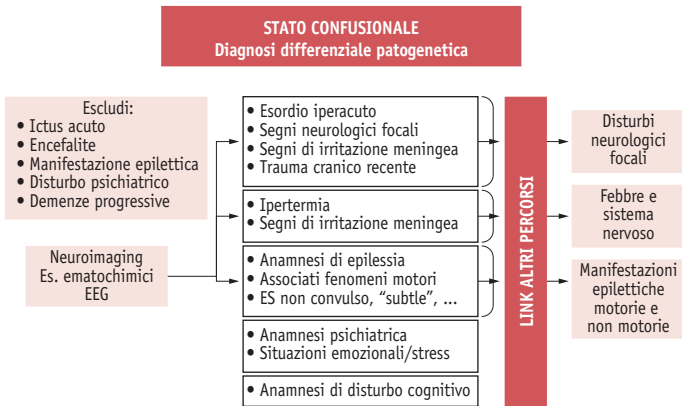 STATO CONFUSIONALE
Diagnosi differenziale patogenetica
Escludi:
• Ictus acuto
• Encefalite
• Manifestazione epilettica
• Disturbo psichiatrico
• Demenze progressive
Neuroimaging
Es. ematochimici
EEG
• Esordio iperacuto
• Segni neurologici focali
• Segni di irritazione meningea
• Trauma cranico recente
• Ipertermia
• Segni di irritazione meningea
• Anamnesi di epilessia
• Associati fenomeni motori
• ES non convulso, “subtle”, ...
• Anamnesi psichiatrica
• Situazioni emozionali/stress
• Anamnesi di disturbo cognitivo
LINK ALTRI PERCORSI
Disturbi
neurologici
focali
Febbre e
sistema
nervoso
Manifestazioni
epilettiche
motorie e
non motorie